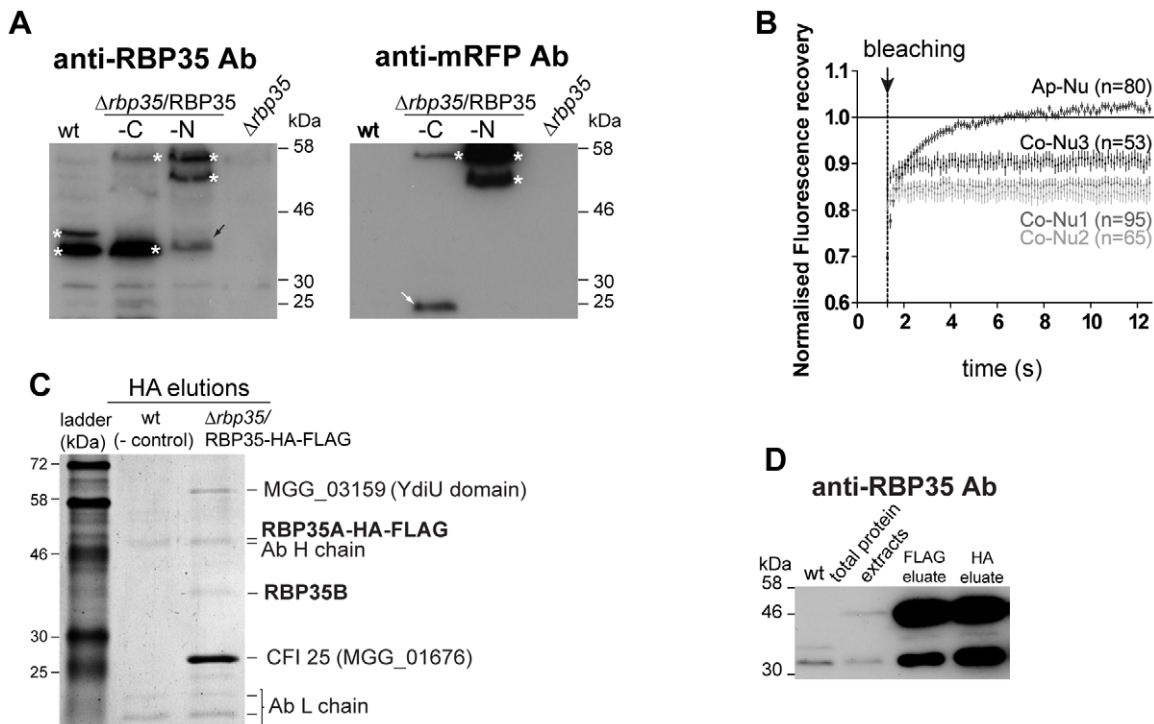 A
anti-RBP35 Ab
Δrbp35/RBP35
wt
-C
-N
Δrbp35
kDa
58
46
30
25
* * * * * *
anti-mRFP Ab
Δrbp35/RBP35
wt
-C
-N
Δrbp35
kDa
58
46
30
25
* * *
B
bleaching
Normalised Fluorescence recovery
1.1
1.0
0.9
0.8
0.7
0.6
Ap-Nu (n=80)
Co-Nu3 (n=53)
Co-Nu1 (n=95)
Co-Nu2 (n=65)
0 2 4 6 8 10 12
time (s)
C
HA elutions
ladder (kDa)
wt (- control)
Δrbp35/
RBP35-HA-FLAG
72
58
46
30
25
MGG_03159 (YdiU domain)
RBP35A-HA-FLAG
Ab H chain
RBP35B
CFI 25 (MGG_01676)
Ab L chain
D
anti-RBP35 Ab
kDa
wt
total protein
extracts
FLAG
eluate
HA
eluate
58
46
30